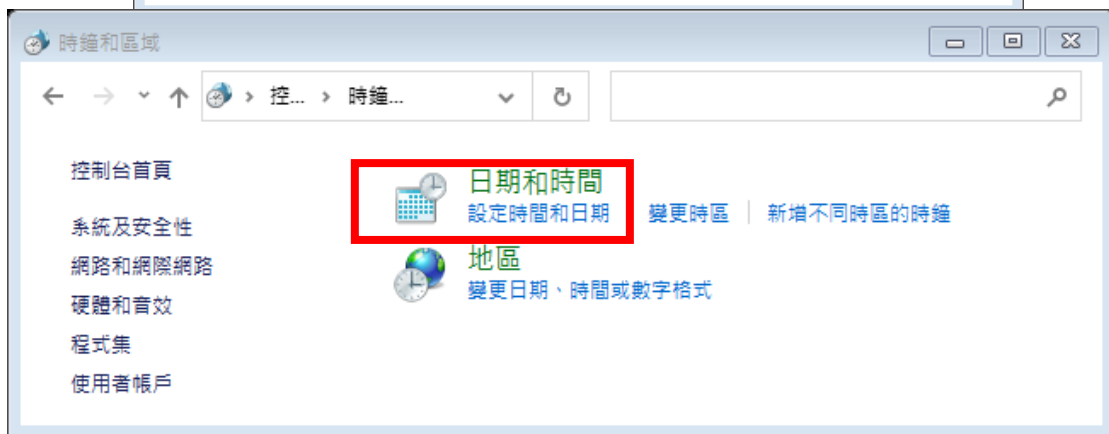 時鐘和區域
控... › 時鐘...
控制台首頁
系統及安全性
網路和網際網路
硬體和音效
程式集
使用者帳戶
日期和時間
設定時間和日期 變更時區 新增不同時區的時鐘
地區
變更日期、時間或數字格式